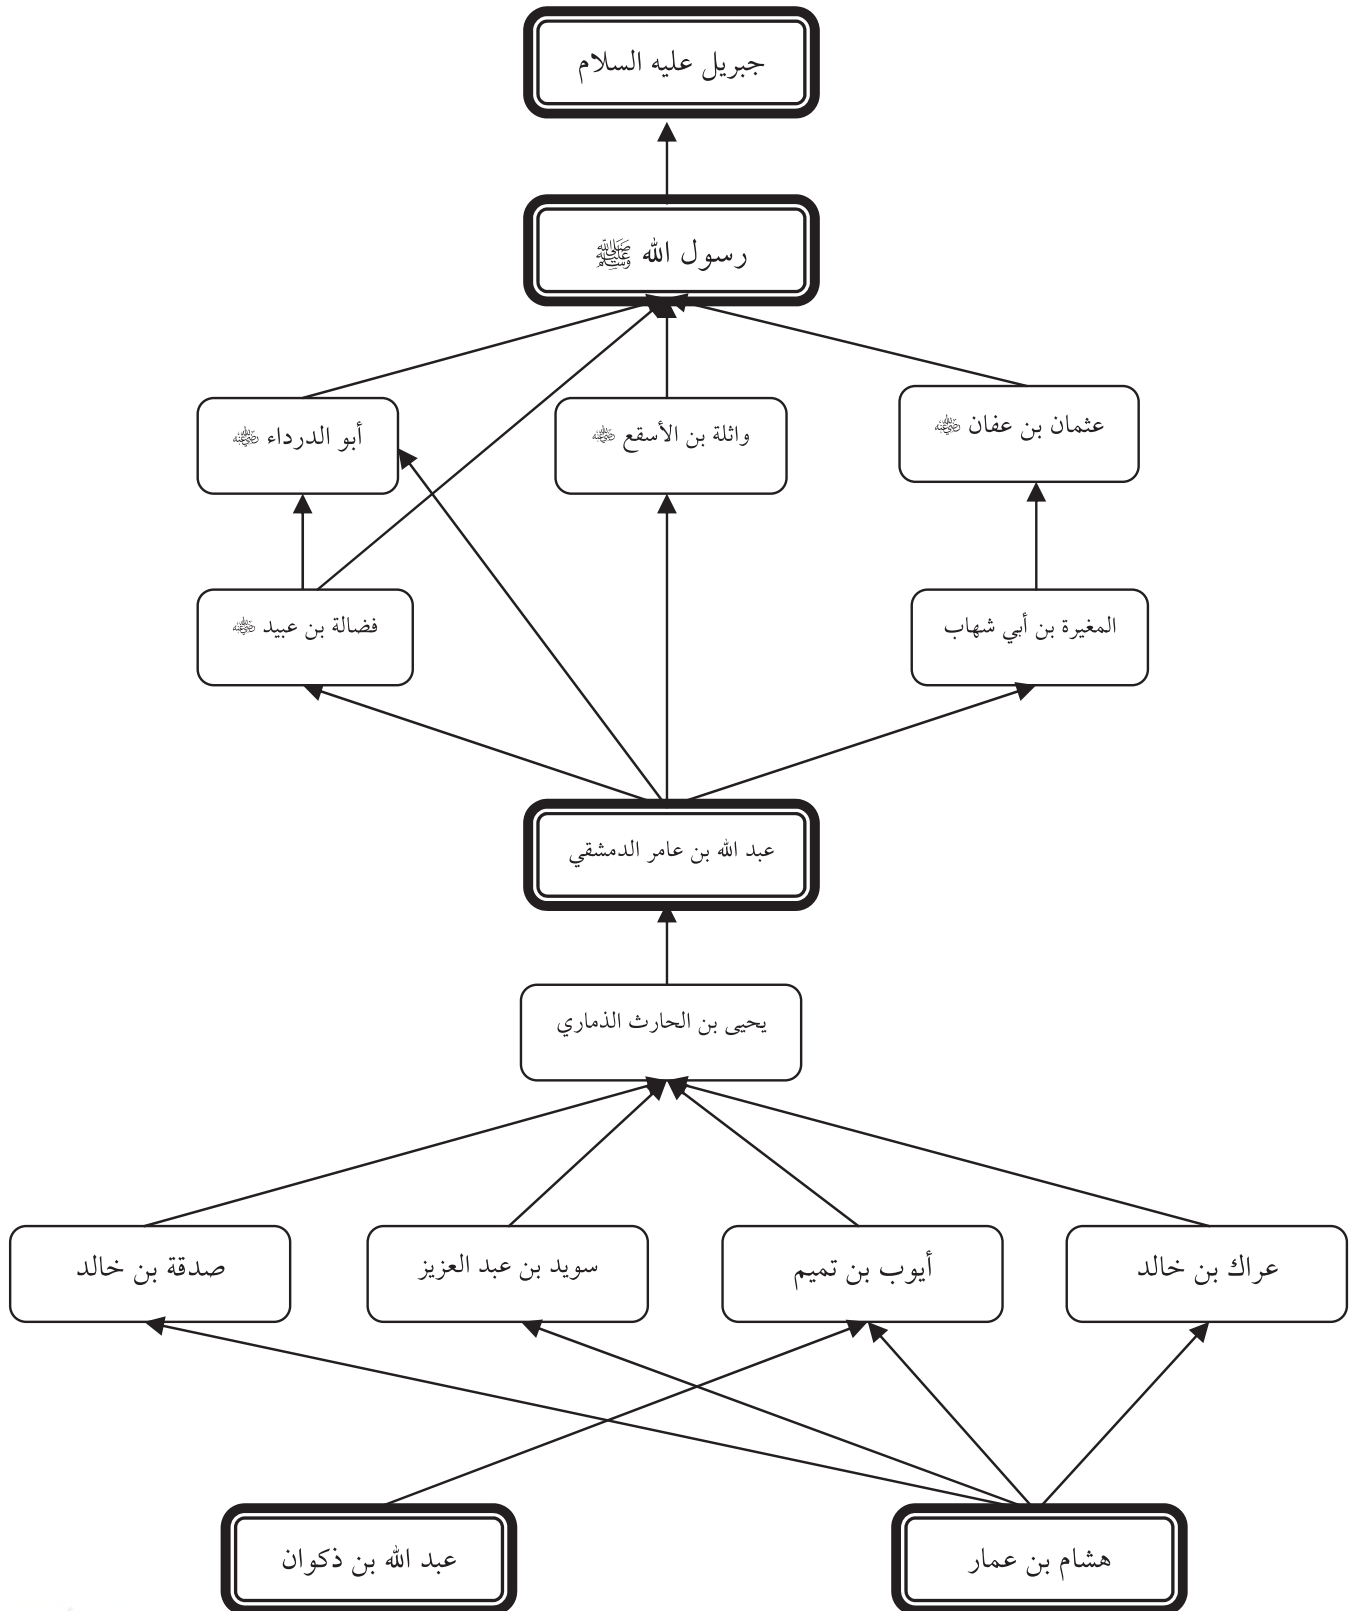 جبريل عليه السلام
رسول الله ﷺ
عثمان بن عفان رضي الله عنه
واثلة بن الأسقع رضي الله عنه
أبو الدرداء رضي الله عنه
المغيرة بن أبي شهاب
فضالة بن عبيد رضي الله عنه
عبد الله بن عامر الدمشقي
يحيى بن الحارث الذماري
عراك بن خالد
أيوب بن تميم
سويد بن عبد العزيز
صدقة بن خالد
هشام بن عمار
عبد الله بن ذكوان